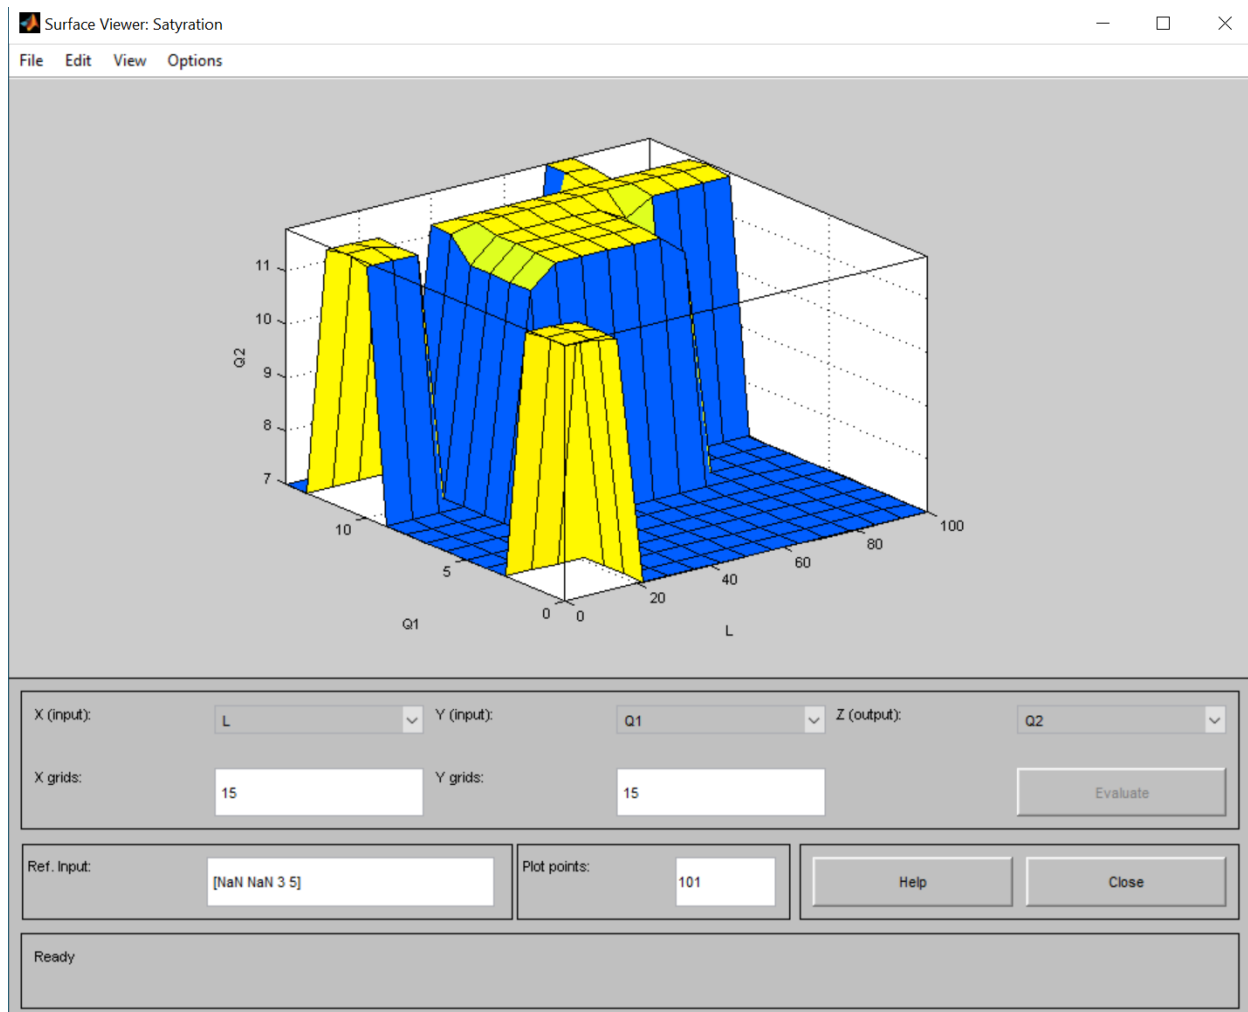 Surface Viewer: Satyration
File Edit View Options
11
10
9
8
7
Q2
10
5
0
Q1
0
20
40
60
80
100
L
X (input): L Y (input): Q1 Z (output): Q2
X grids: 15 Y grids: 15 Evaluate
Ref. Input: [NaN NaN 3 5] Plot points: 101 Help Close
Ready